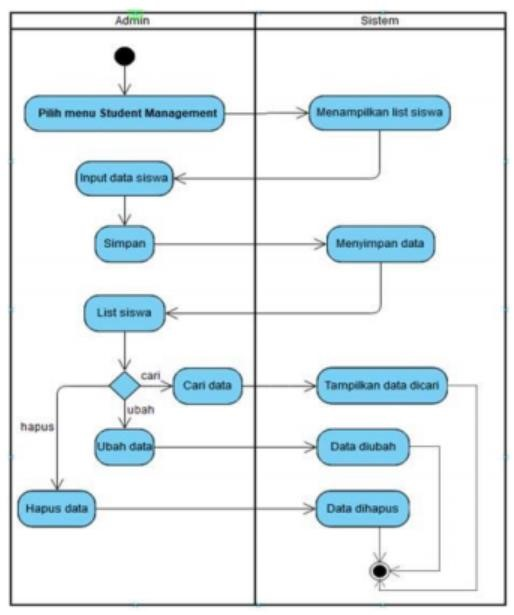 Admin
Sistem
Pilih menu Student Management
Menampilkan list siswa
Input data siswa
Simpan
Menyimpan data
List siswa
cari
Cari data
Tampilkan data dicari
ubah
hapus
Ubah data
Data diubah
Hapus data
Data dihapus